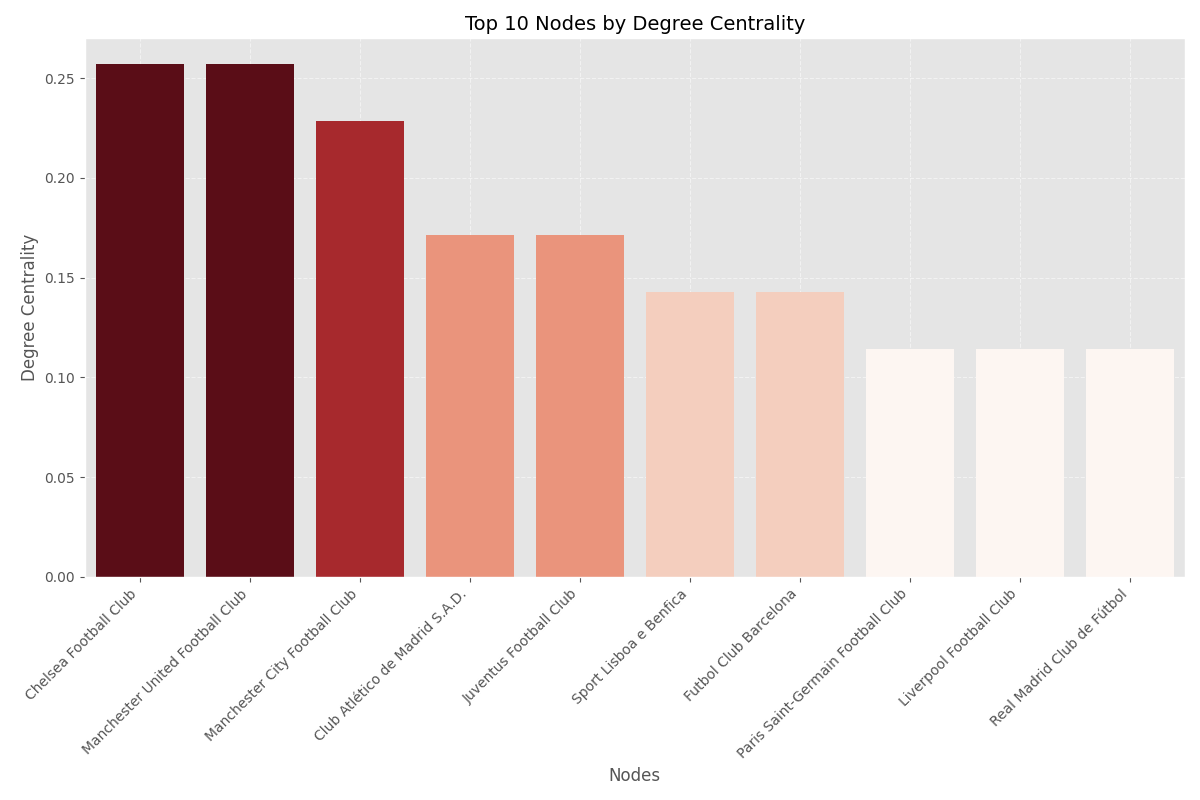 Top 10 Nodes by Degree Centrality
Degree Centrality
0.25
0.20
0.15
0.10
0.05
0.00
Chelsea Football Club
Manchester United Football Club
Manchester City Football Club
Club Atlético de Madrid S.A.D.
Juventus Football Club
Sport Lisboa e Benfica
Futbol Club Barcelona
Paris Saint-Germain Football Club
Liverpool Football Club
Real Madrid Club de Fútbol
Nodes